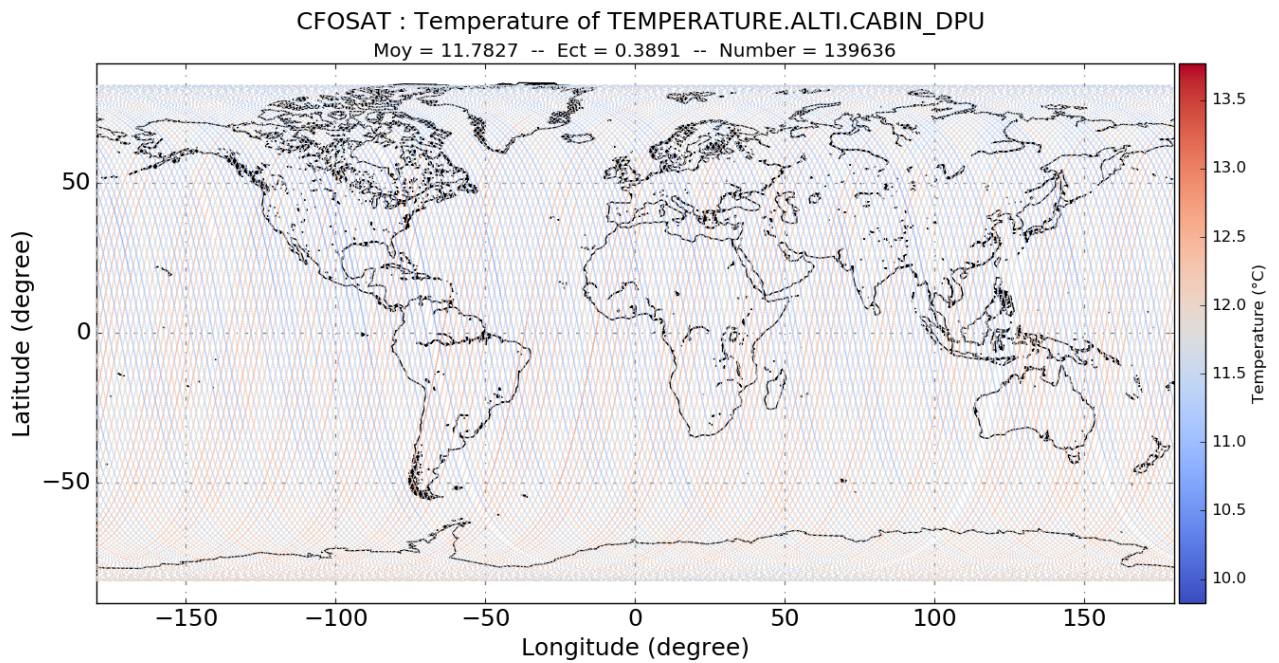 CFOSAT : Temperature of TEMPERATURE.ALTI.CABIN_DPU
Moy = 11.7827 -- Ect = 0.3891 -- Number = 139636
13.5
13.0
12.5
12.0
11.5
11.0
10.5
10.0
Temperature (°C)
50
0
−50
Latitude (degree)
−150 −100 −50 0 50 100 150
Longitude (degree)